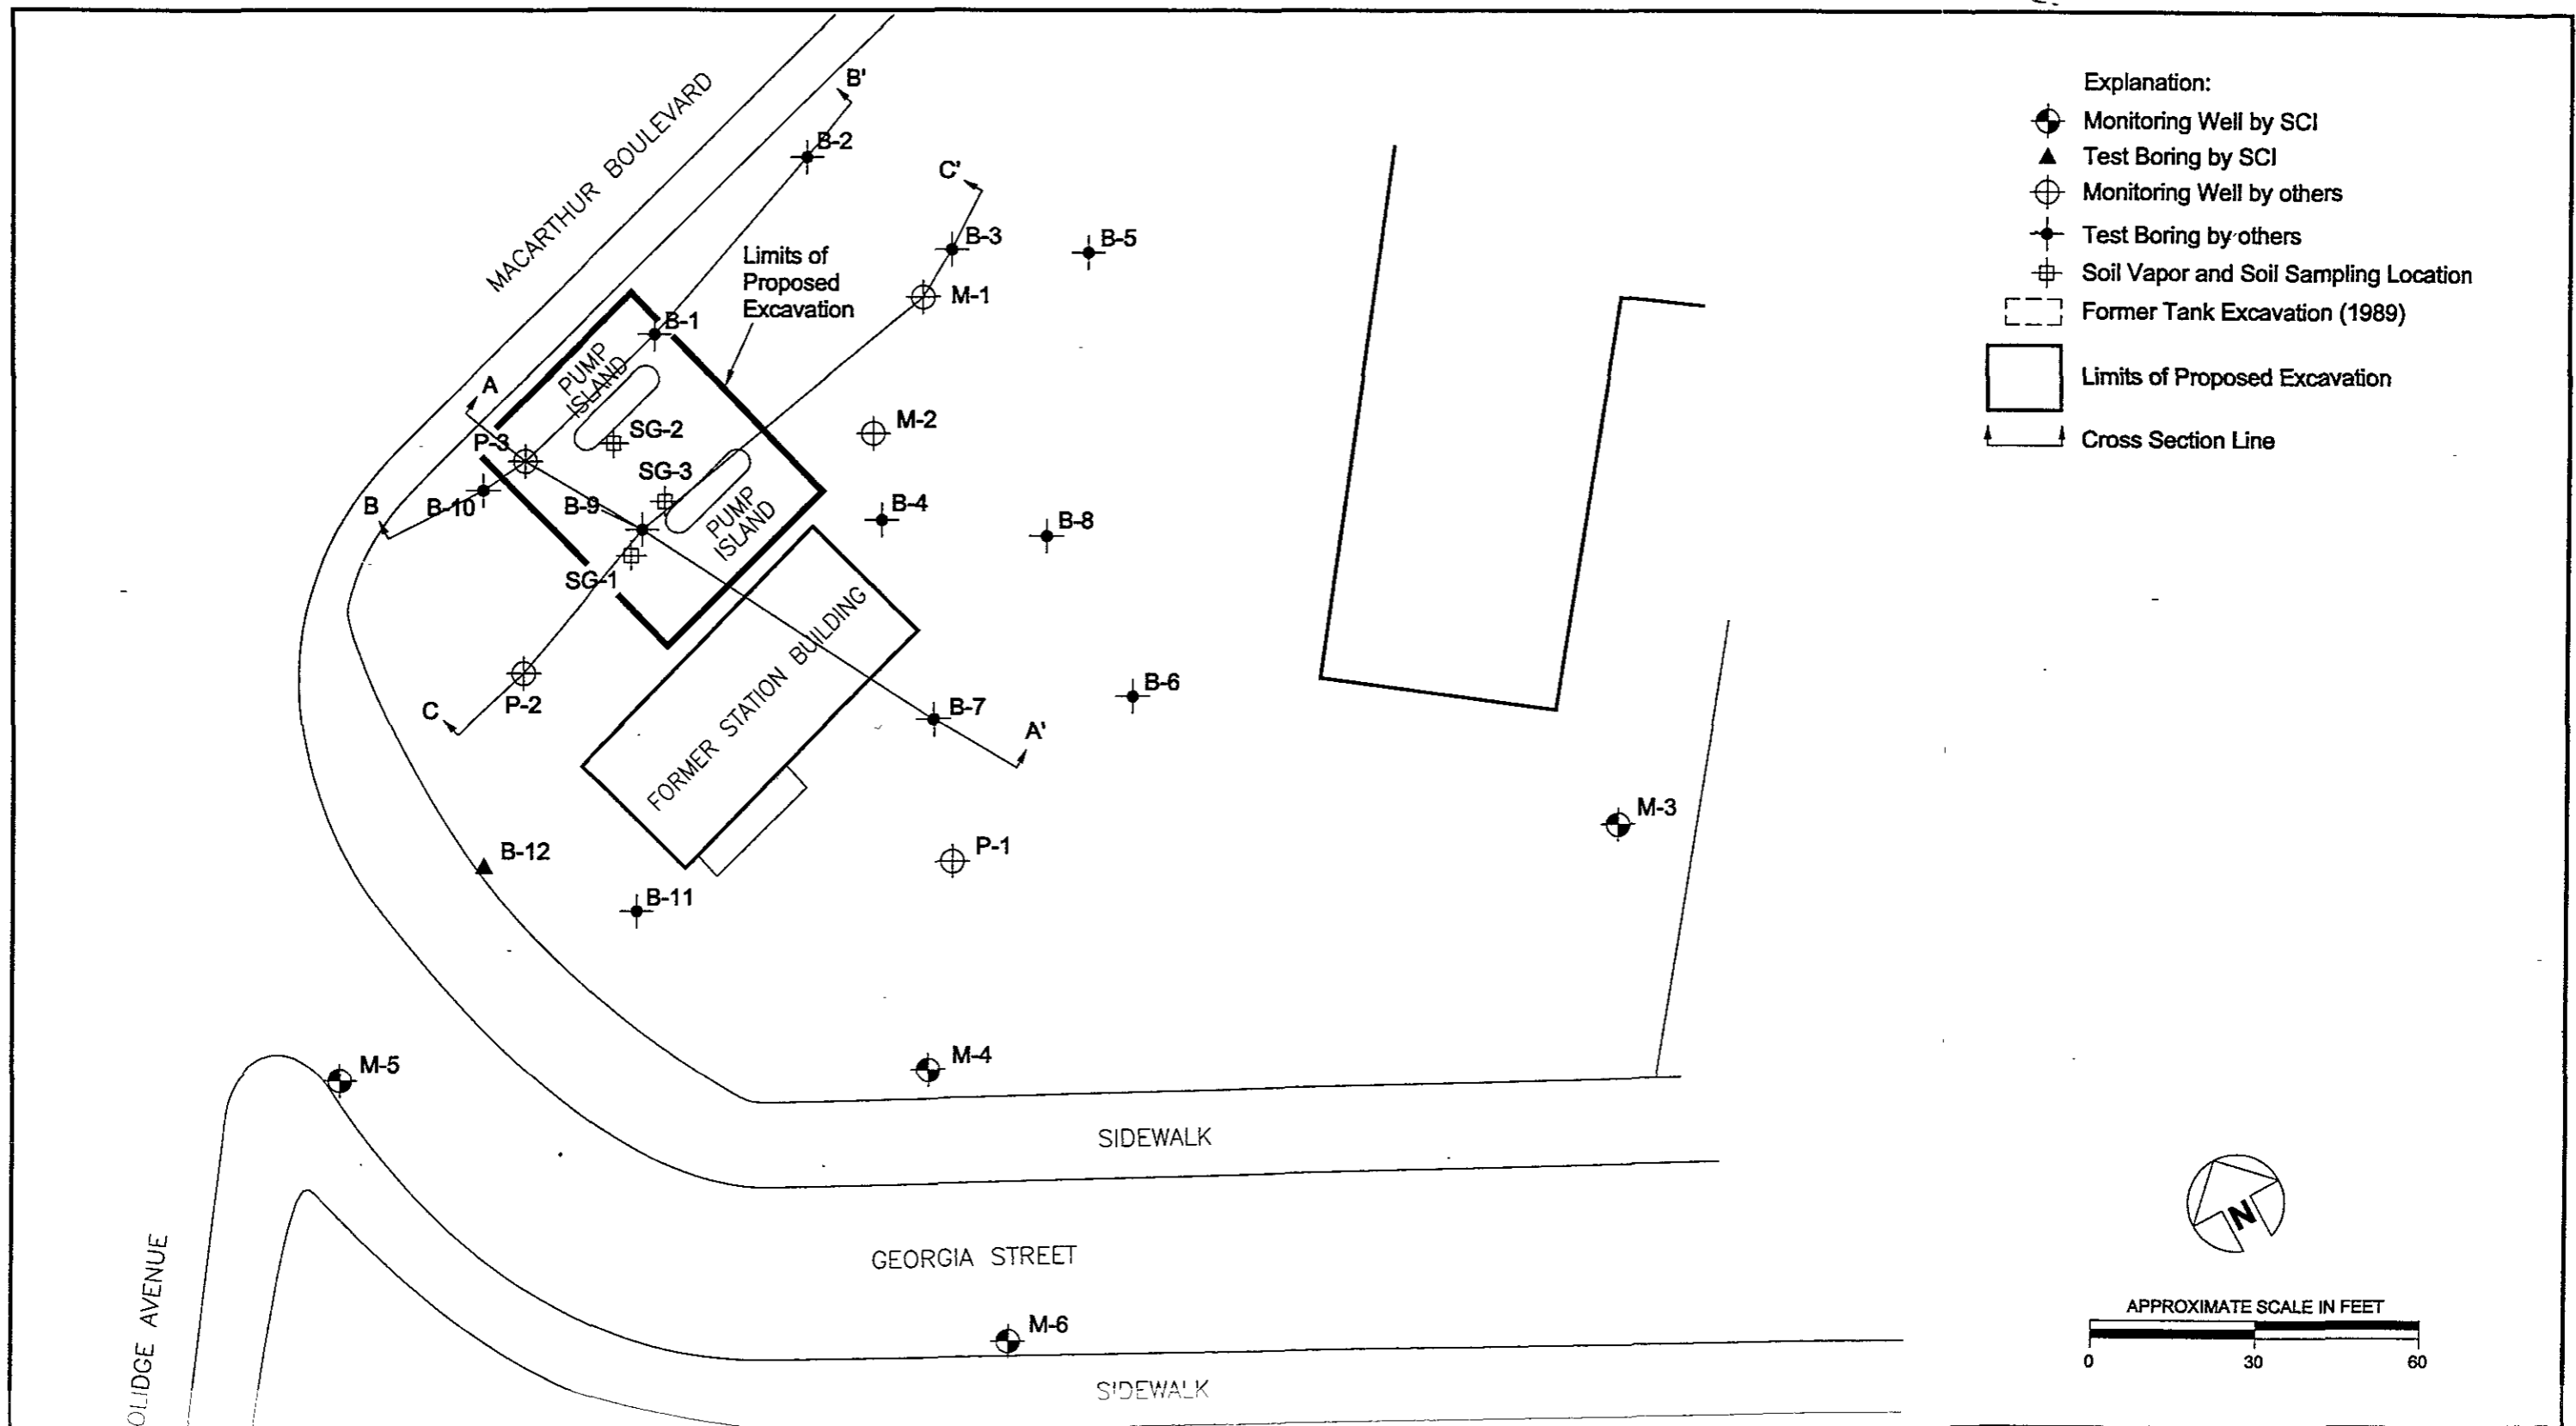 MACARTHUR BOULEVARD
B'
B-2
C'
B-3
B-5
Limits of
Proposed
Excavation
M-1
B-1
PUMP
ISLAND
A
SG-2
M-2
P-3
SG-3
B
B-10
B-9
PUMP
ISLAND
B-4
B-8
SG-1
FORMER STATION BUILDING
P-2
C
B-7
B-6
A'
M-3
B-12
P-1
B-11
M-5
M-4
SIDEWALK
GEORGIA STREET
M-6
SIDEWALK
OLIDGE AVENUE
Explanation:
Monitoring Well by SCI
Test Boring by SCI
Monitoring Well by others
Test Boring by others
Soil Vapor and Soil Sampling Location
Former Tank Excavation (1989)
Limits of Proposed Excavation
Cross Section Line
N
APPROXIMATE SCALE IN FEET
0 30 60